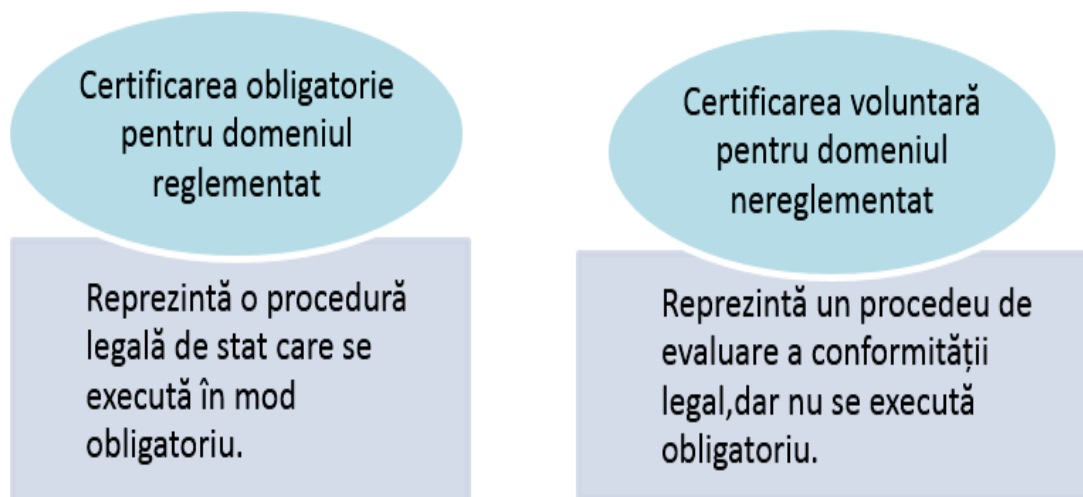 Certificarea obligatorie
pentru domeniul
reglementat
Reprezintă o procedură
legală de stat care se
execută în mod
obligatoriu.
Certificarea voluntară
pentru domeniul
nereglementat
Reprezintă un procedeu de
evaluare a conformității
legal,dar nu se execută
obligatoriu.